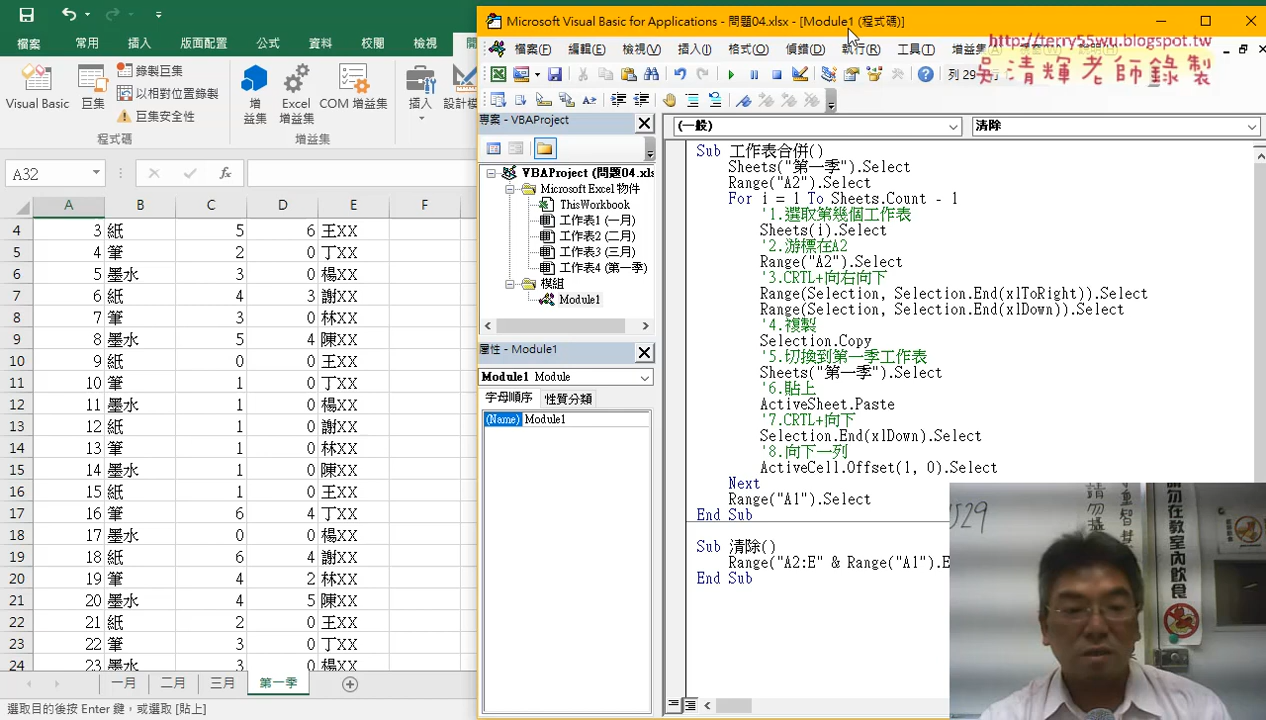 Microsoft Visual Basic for Applications - 問題04.xlsx - [Module1 (程式碼)]
檔案 常用 插入 版面配置 公式 資料 校閱 檢視
檔案(F) 編輯(E) 檢視(V) 插入(I) 格式(O) 偵錯(D) 執行(R) 工具(T) 增益集
http://terry55wu.blogspot.tw
吳清輝老師錄製
Visual Basic
巨集
錄製巨集
以相對位置錄製
巨集安全性
增益集
Excel 增益集
COM 增益集
插入
設計模
程式碼
增益集
列 29
A32
專案 - VBAProject
VBAProject (問題04.xls
Microsoft Excel 物件
ThisWorkbook
工作表1 (一月)
工作表2 (二月)
工作表3 (三月)
工作表4 (第一季)
模組
Module1
屬性 - Module1
Module1 Module
字母順序 性質分類
(Name) Module1
(一般)
清除
Sub 工作表合併()
Sheets("第一季").Select
Range("A2").Select
For i = 1 To Sheets.Count - 1
'1.選取第幾個工作表
Sheets(i).Select
'2.游標在A2
Range("A2").Select
'3.CRTL+向右向下
Range(Selection, Selection.End(xlToRight)).Select
Range(Selection, Selection.End(xlDown)).Select
'4.複製
Selection.Copy
'5.切換到第一季工作表
Sheets("第一季").Select
'6.貼上
ActiveSheet.Paste
'7.CRTL+向下
Selection.End(xlDown).Select
'8.向下一列
ActiveCell.Offset(1, 0).Select
Next
Range("A1").Select
End Sub
Sub 清除()
Range("A2:E" & Range("A1").E
End Sub
A B C D E F
4 3 紙 5 6 王XX
5 4 筆 2 0 丁XX
6 5 墨水 3 0 楊XX
7 6 紙 4 3 謝XX
8 7 筆 3 0 林XX
9 8 墨水 5 4 陳XX
10 9 紙 0 0 王XX
11 10 筆 1 0 丁XX
12 11 墨水 1 0 楊XX
13 12 紙 1 0 謝XX
14 13 筆 1 0 林XX
15 14 墨水 1 0 陳XX
16 15 紙 1 0 王XX
17 16 筆 6 4 丁XX
18 17 墨水 0 0 楊XX
19 18 紙 6 4 謝XX
20 19 筆 4 2 林XX
21 20 墨水 4 5 陳XX
22 21 紙 2 0 王XX
23 22 筆 3 0 丁XX
24 23 墨水 3 0 楊XX
一月 二月 三月 第一季
選取目的後按 Enter 鍵，或選取 [貼上]
請勿在教室內飲食